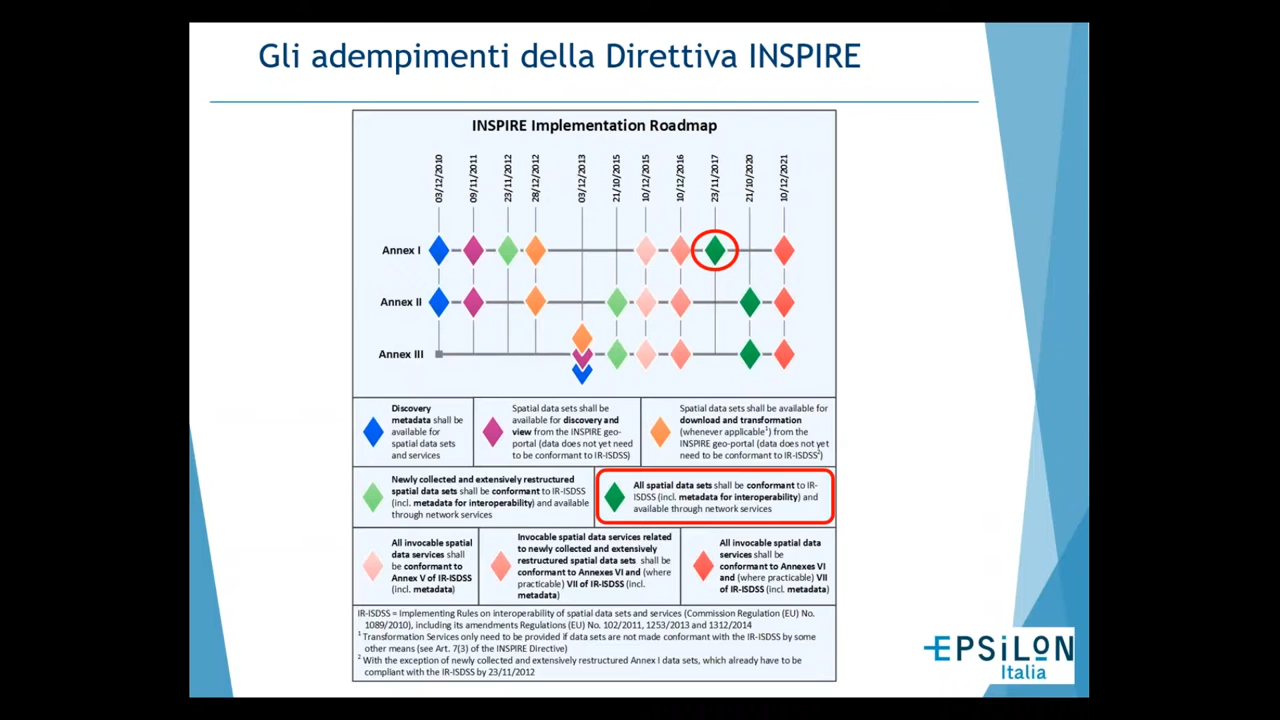 Gli adempimenti della Direttiva INSPIRE
INSPIRE Implementation Roadmap
03/12/2010
09/11/2011
23/11/2012
28/12/2012
03/12/2013
21/10/2015
10/12/2015
10/12/2016
23/11/2017
21/10/2020
10/12/2021
Annex I
Annex II
Annex III
Discovery
metadata shall be
available for
spatial data sets
and services
Spatial data sets shall be
available for discovery and
view from the INSPIRE geo-
portal (data does not yet need
to be conformant to IR-ISDSS)
Spatial data sets shall be available for
download and transformation
(whenever applicable1) from the
INSPIRE geo-portal (data does not yet
need to be conformant to IR-ISDSS2)
Newly collected and extensively restructured
spatial data sets shall be conformant to IR-ISDSS
(incl. metadata for interoperability) and available
through network services
All spatial data sets shall be conformant to IR-
ISDSS (incl. metadata for interoperability) and
available through network services
All invocable spatial
data services shall
be conformant to
Annex V of IR-ISDSS
(incl. metadata)
Invocable spatial data services related
to newly collected and extensively
restructured spatial data sets shall be
conformant to Annexes VI and (where
practicable) VII of IR-ISDSS (incl.
metadata)
All invocable spatial data
services shall be
conformant to Annexes VI
and (where practicable) VII
of IR-ISDSS (incl. metadata)
IR-ISDSS = Implementing Rules on interoperability of spatial data sets and services (Commission Regulation (EU) No.
1089/2010), including its amendments Regulations (EU) No. 102/2011, 1253/2013 and 1312/2014
1 Transformation Services only need to be provided if data sets are not made conformant with the IR-ISDSS by some
other means (see Art. 7(3) of the INSPIRE Directive)
2 With the exception of newly collected and extensively restructured Annex I data sets, which already have to be
compliant with the IR-ISDSS by 23/11/2012
EPSiLON
Italia